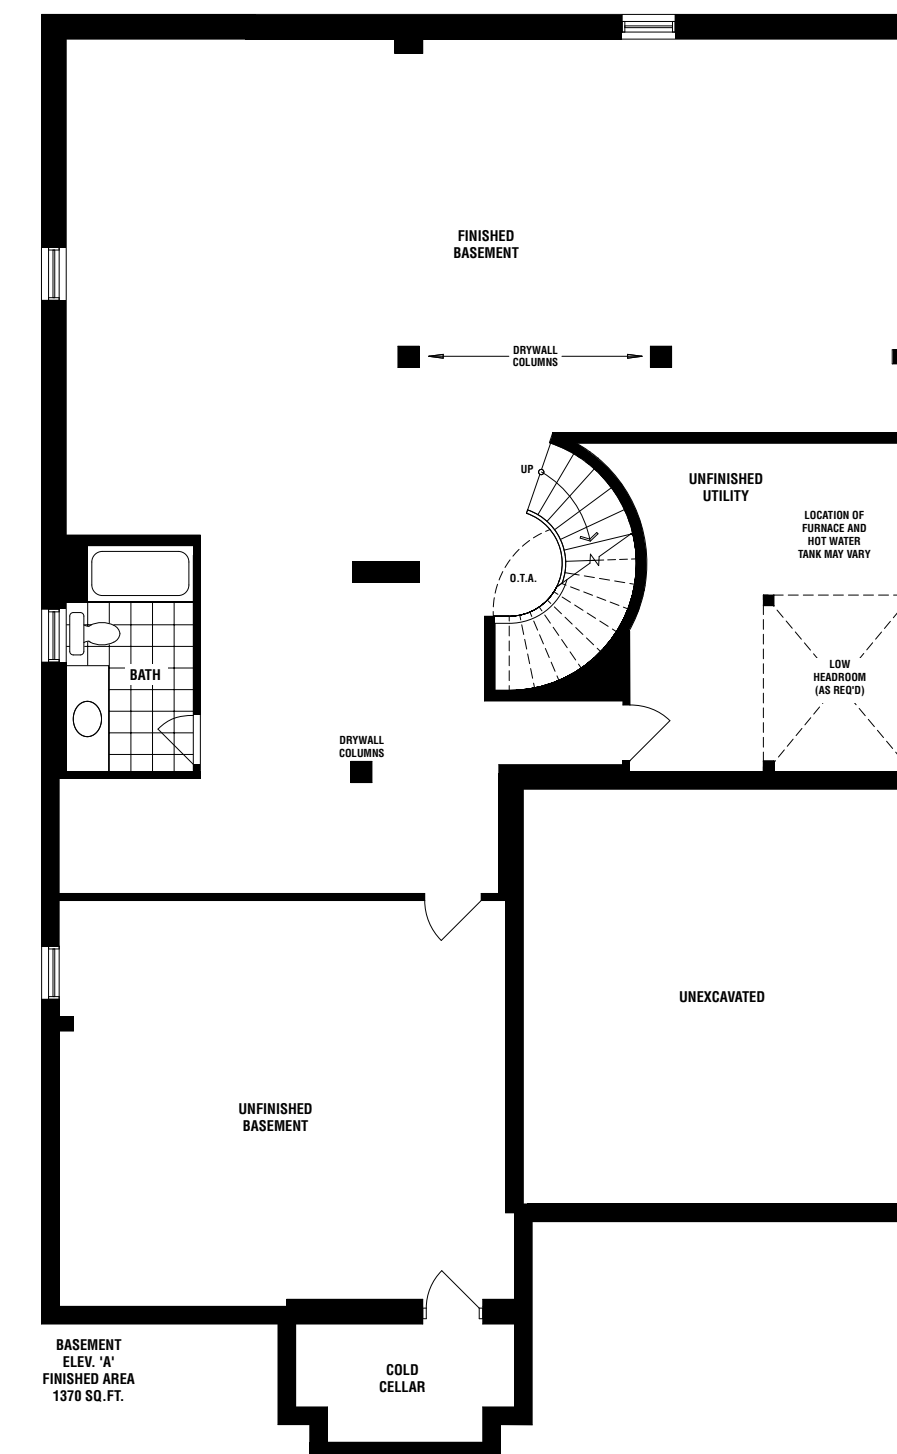 FINISHED
BASEMENT
DRYWALL
COLUMNS
UP
UNFINISHED
UTILITY
LOCATION OF
FURNACE AND
HOT WATER
TANK MAY VARY
O.T.A.
BATH
LOW
HEADROOM
(AS REQ'D)
DRYWALL
COLUMNS
UNEXCAVATED
UNFINISHED
BASEMENT
BASEMENT
ELEV. 'A'
FINISHED AREA
1370 SQ.FT.
COLD
CELLAR